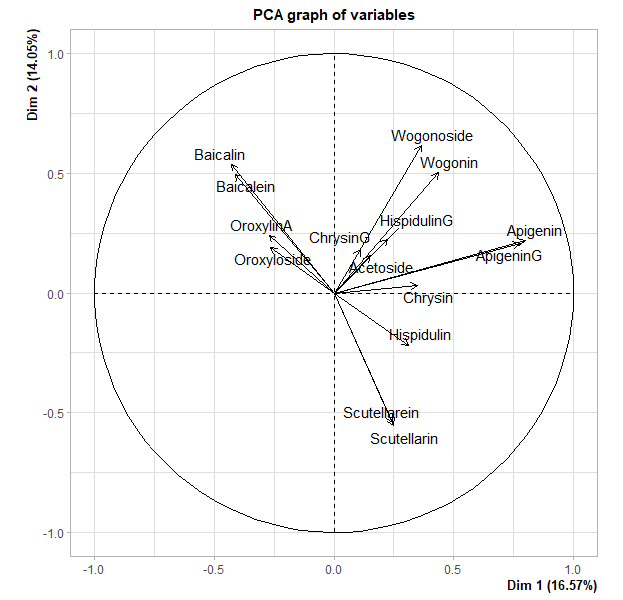 PCA graph of variables
Dim 2 (14.05%)
1.0
0.5
0.0
-0.5
-1.0
Wogonoside
Baicalin
Wogonin
Baicalein
HispidulinG
OroxylinA
ChrysinG
Apigenin
Oroxyloside
ApigeninG
Acetoside
Chrysin
Hispidulin
Scutellarein
Scutellarin
-1.0
-0.5
0.0
0.5
1.0
Dim 1 (16.57%)